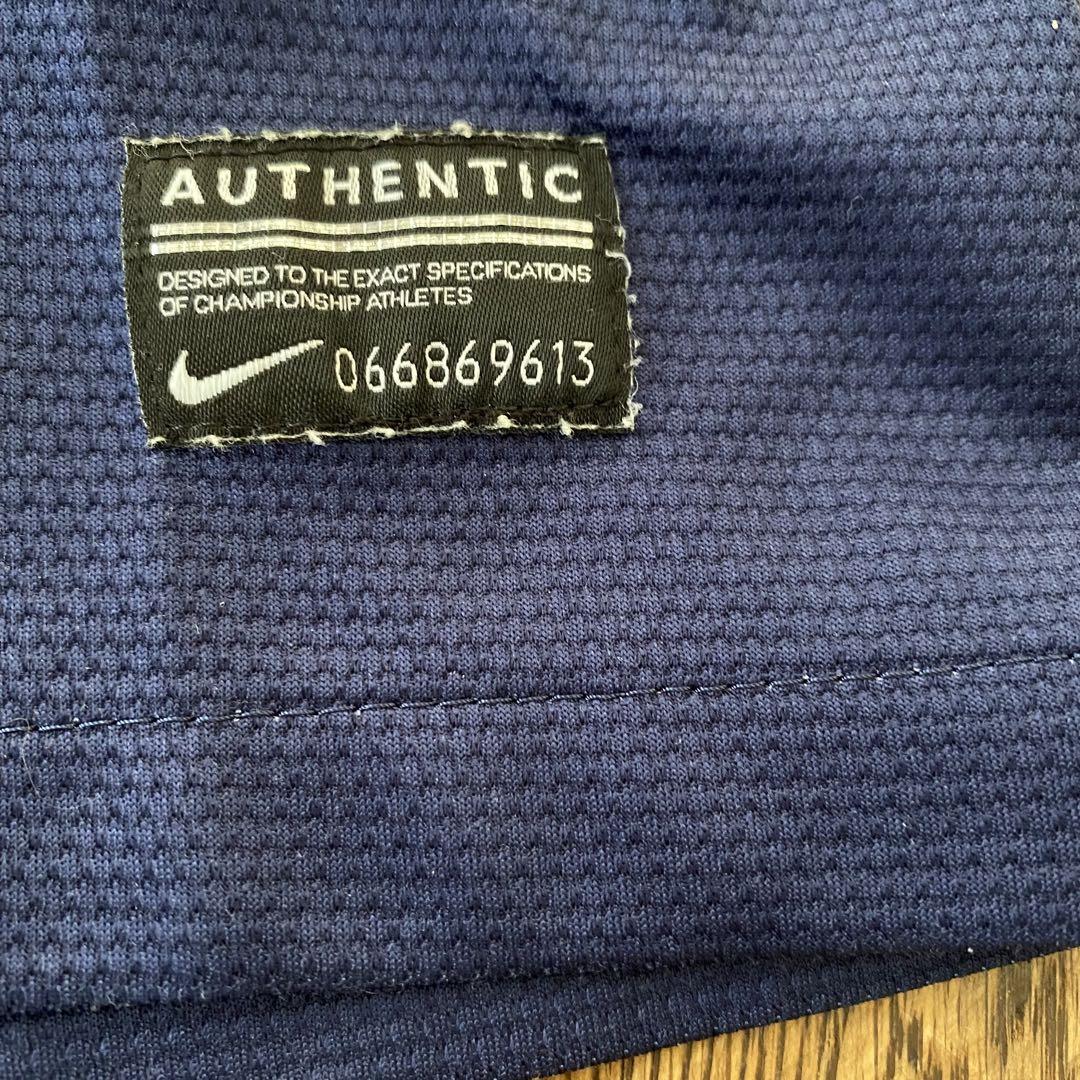 AUTHENTIC
DESIGNED TO THE EXACT SPECIFICATIONS
OF CHAMPIONSHIP ATHLETES
066869613